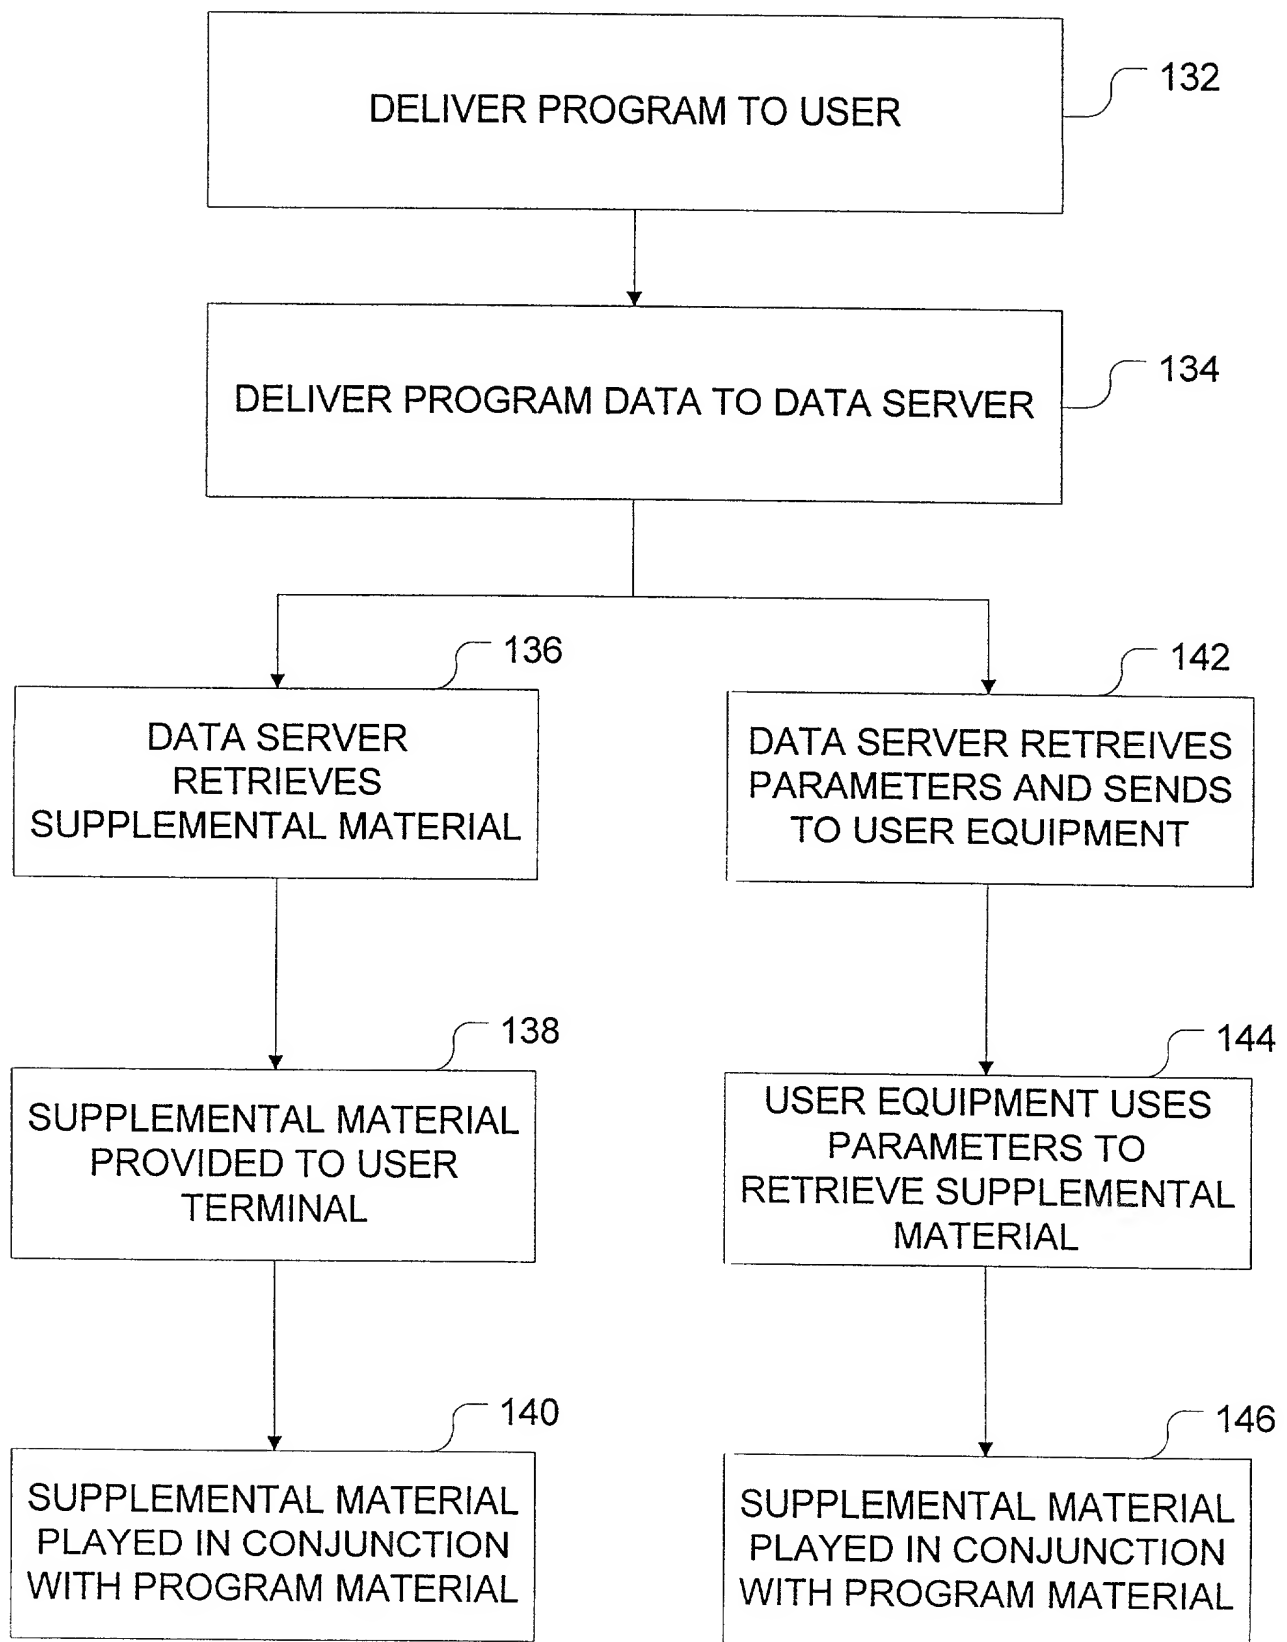 DELIVER PROGRAM TO USER
132
DELIVER PROGRAM DATA TO DATA SERVER
134
136
DATA SERVER
RETRIEVES
SUPPLEMENTAL MATERIAL
142
DATA SERVER RETREIVES
PARAMETERS AND SENDS
TO USER EQUIPMENT
138
SUPPLEMENTAL MATERIAL
PROVIDED TO USER
TERMINAL
144
USER EQUIPMENT USES
PARAMETERS TO
RETRIEVE SUPPLEMENTAL
MATERIAL
140
SUPPLEMENTAL MATERIAL
PLAYED IN CONJUNCTION
WITH PROGRAM MATERIAL
146
SUPPLEMENTAL MATERIAL
PLAYED IN CONJUNCTION
WITH PROGRAM MATERIAL